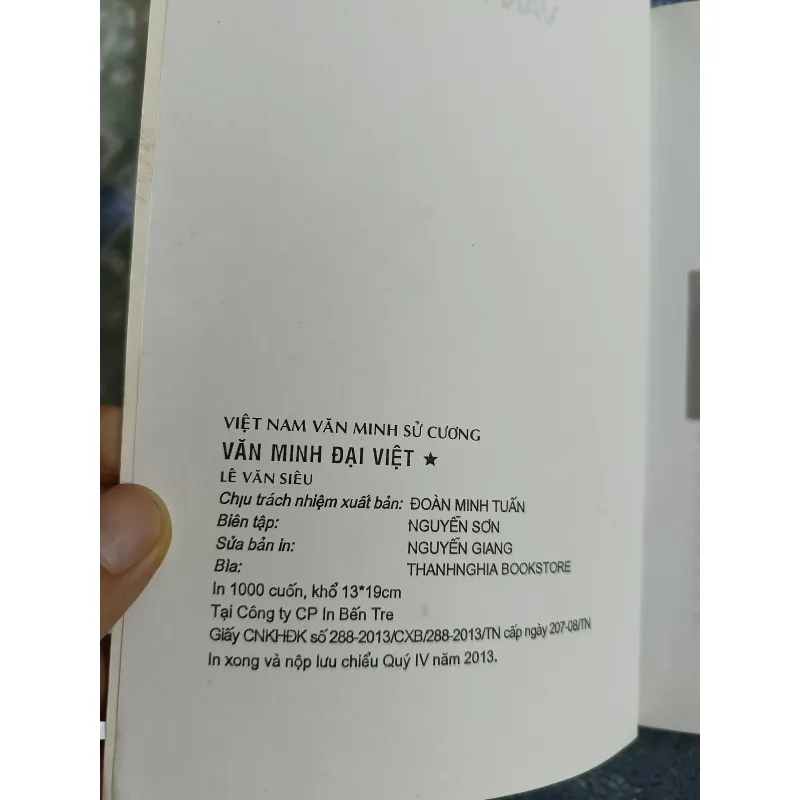 VIỆT NAM VĂN MINH SỬ CƯƠNG
VĂN MINH ĐẠI VIỆT ★
LÊ VĂN SIÊU
Chịu trách nhiệm xuất bản: ĐOÀN MINH TUẤN
Biên tập: NGUYỄN SƠN
Sửa bản in: NGUYỄN GIANG
Bìa: THANHNGHIA BOOKSTORE
In 1000 cuốn, khổ 13*19cm
Tại Công ty CP In Bến Tre
Giấy CNKHĐK số 288-2013/CXB/288-2013/TN cấp ngày 207-08/TN
In xong và nộp lưu chiểu Quý IV năm 2013.